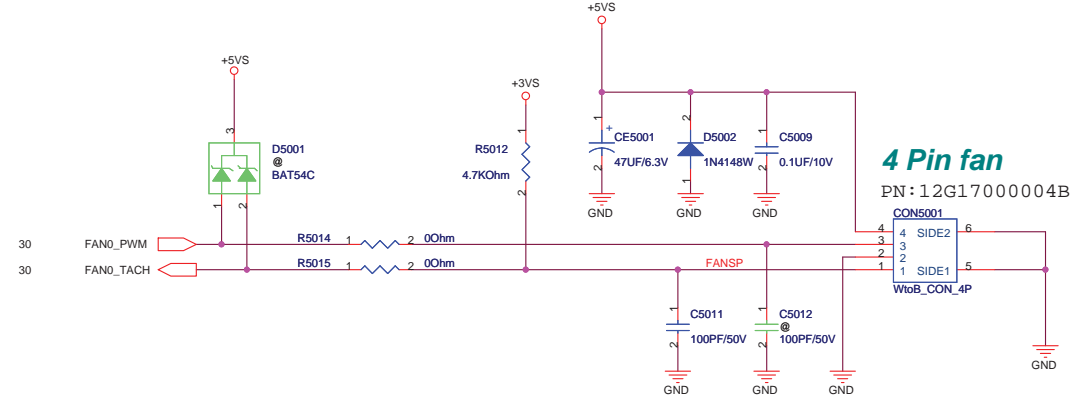 +5VS
+5VS
+3VS
3
D5001
@
BAT54C
1
2
R5012
4.7KOhm
1
2
1
+
CE5001
47UF/6.3V
2
GND
2
D5002
1N4148W
1
GND
1
C5009
0.1UF/10V
2
GND
4 Pin fan
PN:12G17000004B
CON5001
4
4
SIDE2
6
3
3
2
2
1
1
SIDE1
5
WtoB_CON_4P
30
FAN0_PWM
R5014
1
2
0Ohm
30
FAN0_TACH
R5015
1
2
0Ohm
FANSP
1
C5011
100PF/50V
2
GND
1
C5012
@
100PF/50V
2
GND
GND
GND